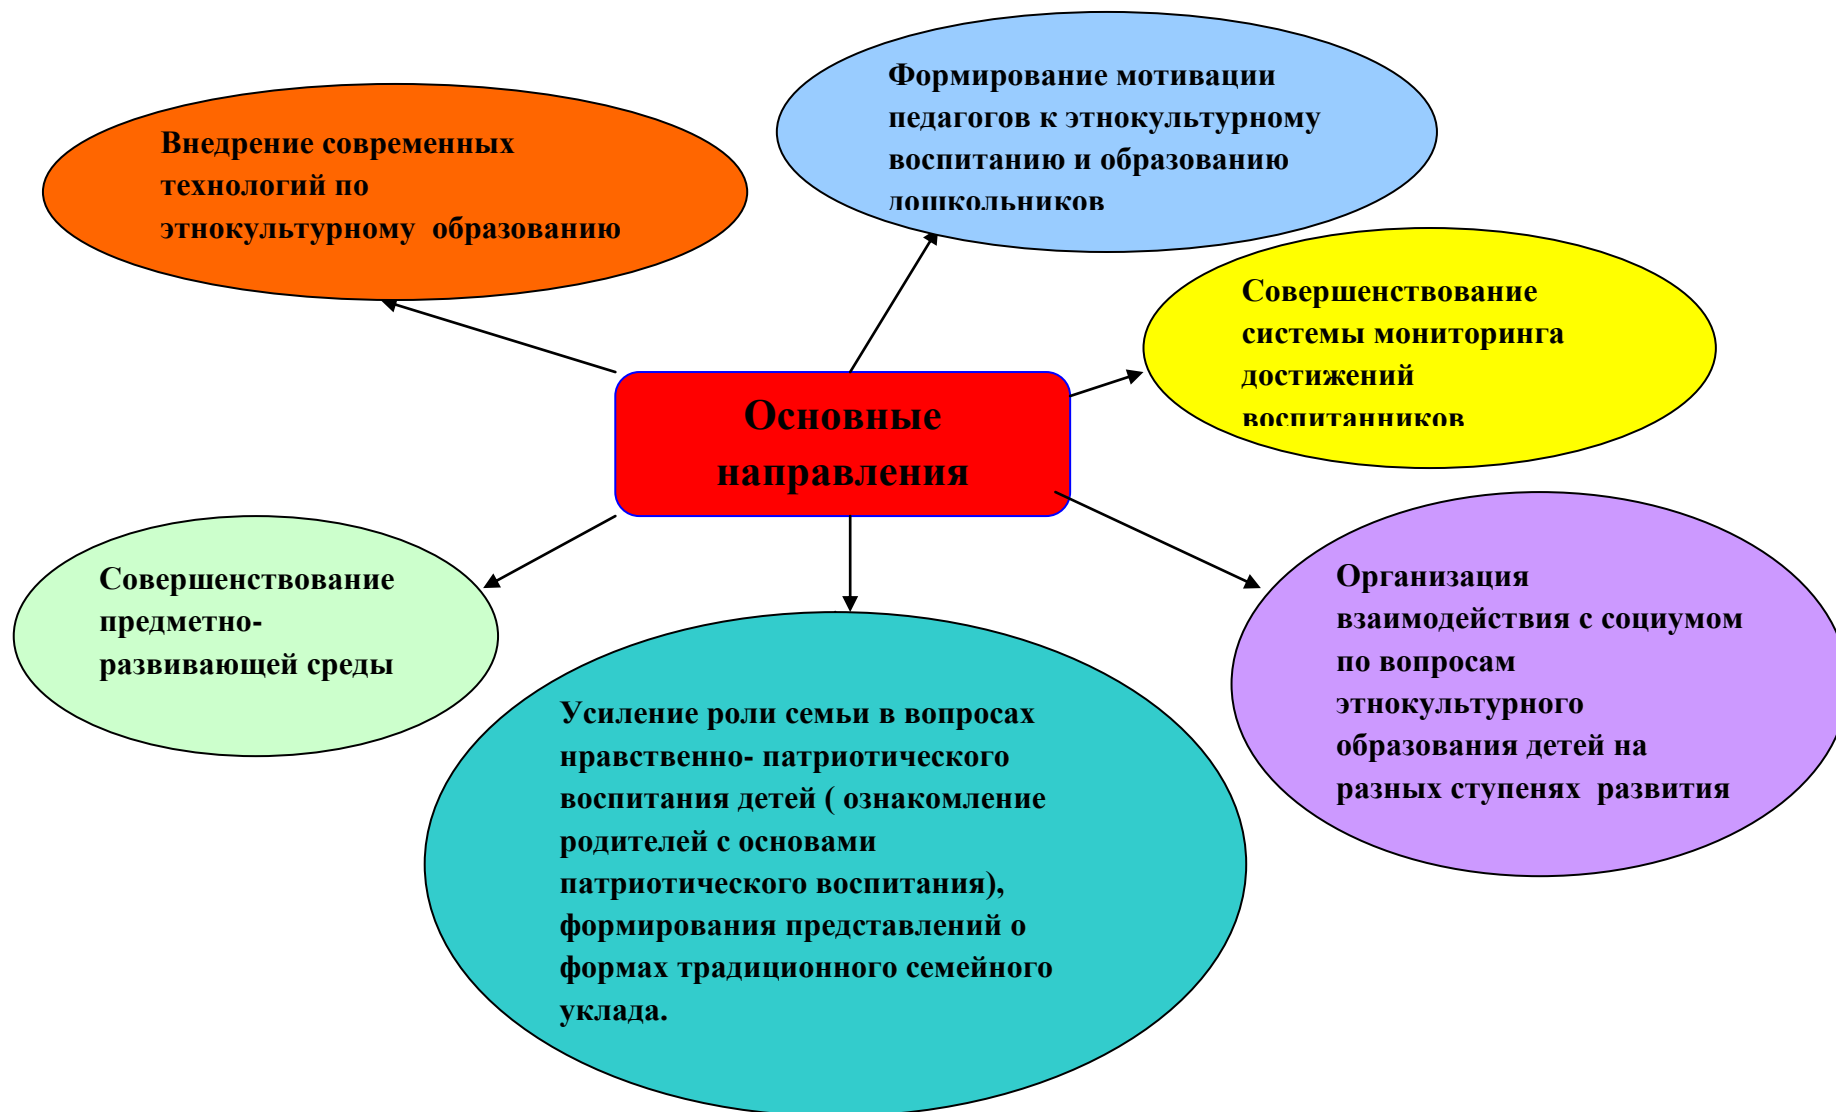 Формирование мотивации
педагогов к этнокультурному
воспитанию и образованию
дошкольников
Внедрение современных
технологий по
этнокультурному образованию
Совершенствование
системы мониторинга
достижений
воспитанников
Основные
направления
Совершенствование
предметно-
развивающей среды
Организация
взаимодействия с социумом
по вопросам
этнокультурного
образования детей на
разных ступенях развития
Усиление роли семьи в вопросах
нравственно- патриотического
воспитания детей ( ознакомление
родителей с основами
патриотического воспитания),
формирования представлений о
формах традиционного семейного
уклада.